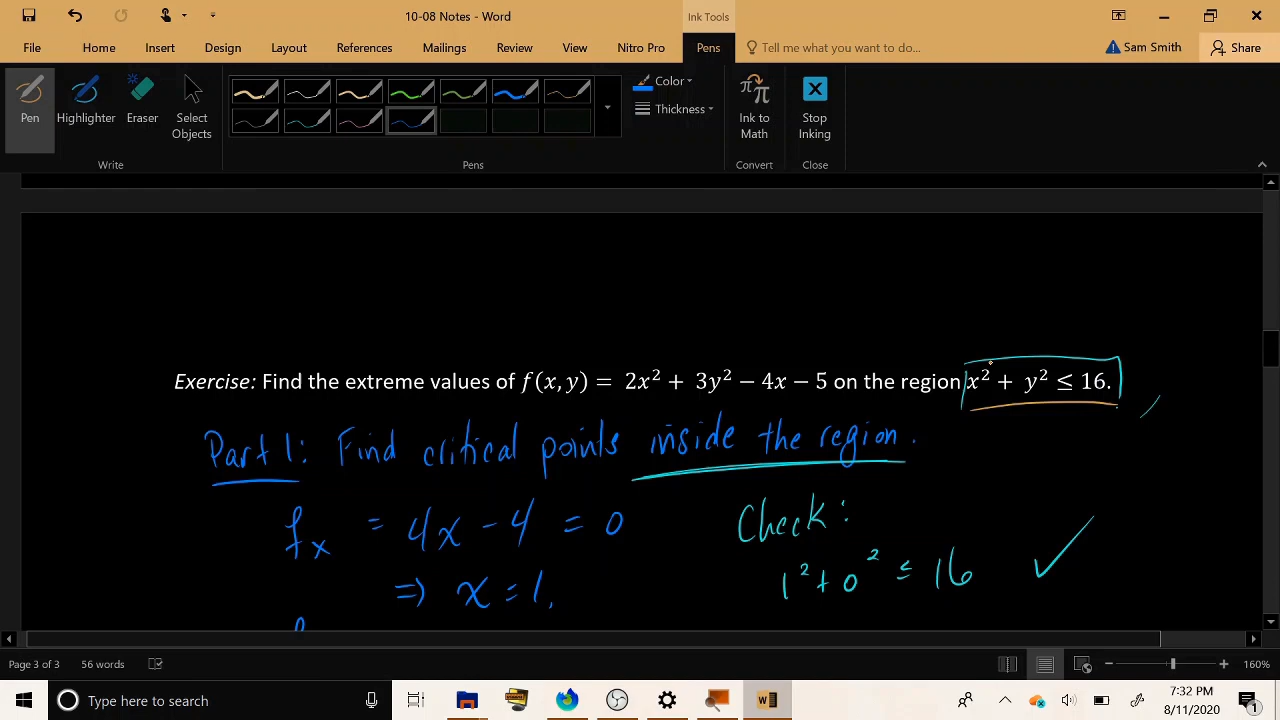 10-08 Notes - Word
Ink Tools
File Home Insert Design Layout References Mailings Review View Nitro Pro Pens Tell me what you want to do... Sam Smith Share
Pen Highlighter Eraser Select Objects
Color
Thickness
Ink to Math
Stop Inking
Write Pens Convert Close
Exercise: Find the extreme values of f(x, y) = 2x² + 3y² − 4x − 5 on the region x² + y² ≤ 16.
Part 1: Find critical points inside the region.
f_x = 4x - 4 = 0
⇒ x = 1,
Check:
1² + 0² ≤ 16 ✓
Page 3 of 3 56 words 160%
Type here to search
7:32 PM
8/11/2020
1